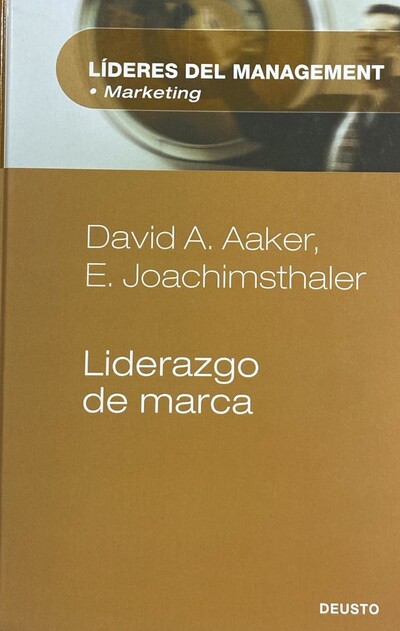 LÍDERES DEL MANAGEMENT
• Marketing
David A. Aaker,
E. Joachimsthaler
Liderazgo
de marca
DEUSTO